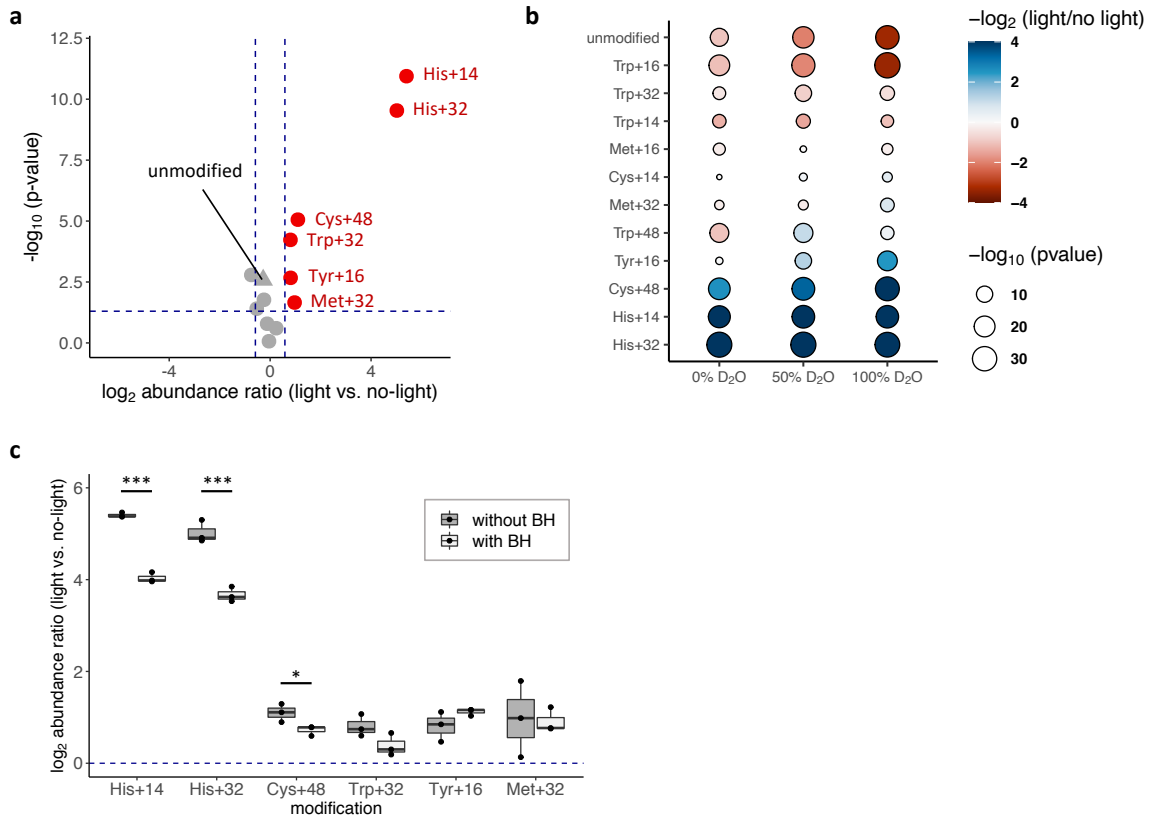 a
12.5
10.0
7.5
5.0
2.5
0.0
-log10 (p-value)
His+14
His+32
unmodified
Cys+48
Trp+32
Tyr+16
Met+32
-4
0
4
log2 abundance ratio (light vs. no-light)
b
unmodified
Trp+16
Trp+32
Trp+14
Met+16
Cys+14
Met+32
Trp+48
Tyr+16
Cys+48
His+14
His+32
0% D2O
50% D2O
100% D2O
−log2 (light/no light)
4
2
0
−2
−4
−log10 (pvalue)
10
20
30
c
6
4
2
0
log2 abundance ratio (light vs. no-light)
***
***
*
without BH
with BH
His+14
His+32
Cys+48
Trp+32
Tyr+16
Met+32
modification